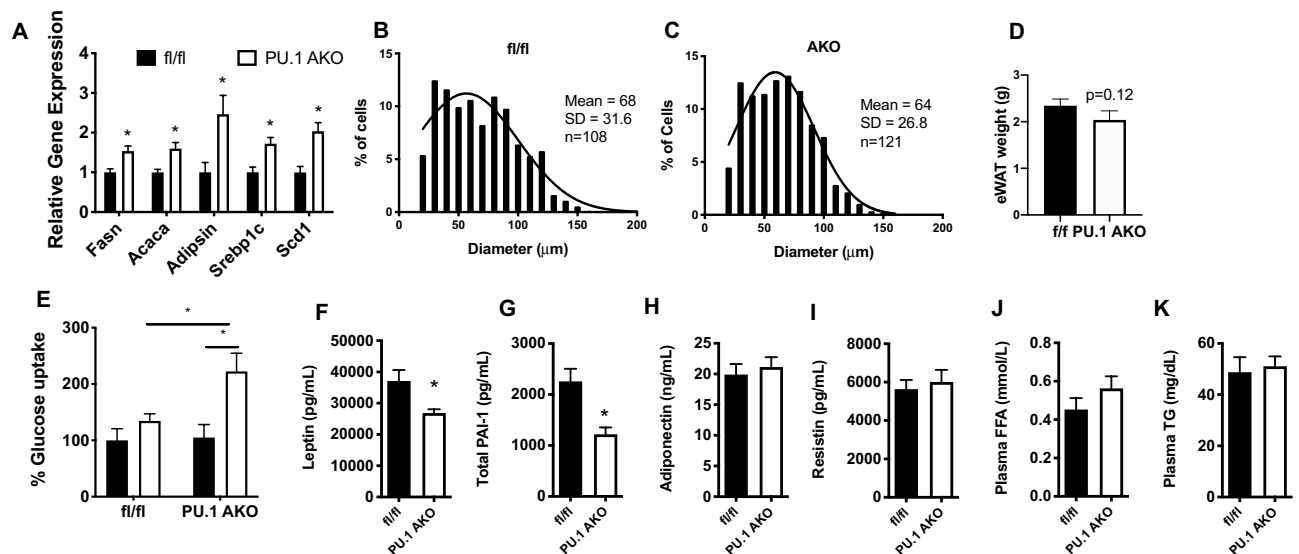 A
Relative Gene Expression
fl/fl
PU.1 AKO
4
3
2
1
0
*
*
*
*
*
Fasn
Acaca
Adipsin
Srebp1c
Scd1
B
fl/fl
% of cells
15
10
5
0
Mean = 68
SD = 31.6
n=108
0
50
100
150
200
Diameter (μm)
C
AKO
% of Cells
15
10
5
0
Mean = 64
SD = 26.8
n=121
0
50
100
150
200
Diameter (μm)
D
eWAT weight (g)
3
2
1
0
p=0.12
f/f PU.1 AKO
E
% Glucose uptake
300
200
100
0
*
*
fl/fl
PU.1 AKO
F
Leptin (pg/mL)
50000
40000
30000
20000
10000
0
*
fl/fl
PU.1 AKO
G
Total PAI-1 (pg/mL)
3000
2000
1000
0
*
fl/fl
PU.1 AKO
H
Adiponectin (ng/mL)
25
20
15
10
5
0
fl/fl
PU.1 AKO
I
Resistin (pg/mL)
8000
6000
4000
2000
0
fl/fl
PU.1 AKO
J
Plasma FFA (mmol/L)
0.8
0.6
0.4
0.2
0.0
fl/fl
PU.1 AKO
K
Plasma TG (mg/dL)
60
40
20
0
fl/fl
PU.1 AKO